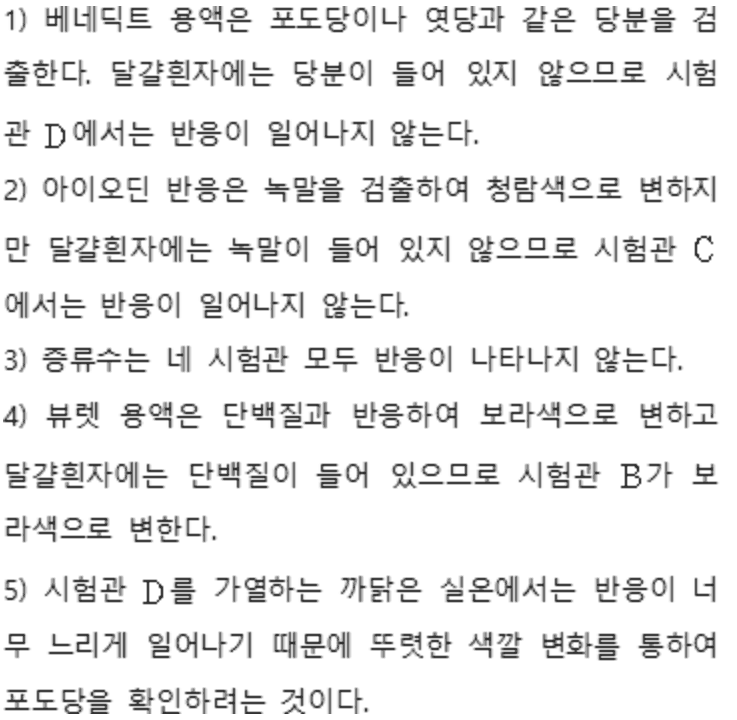 1) 베네딕트 용액은 포도당이나 엿당과 같은 당분을 검
출한다. 달걀흰자에는 당분이 들어 있지 않으므로 시험
관 D에서는 반응이 일어나지 않는다.
2) 아이오딘 반응은 녹말을 검출하여 청람색으로 변하지
만 달걀흰자에는 녹말이 들어 있지 않으므로 시험관 C
에서는 반응이 일어나지 않는다.
3) 증류수는 네 시험관 모두 반응이 나타나지 않는다.
4) 뷰렛 용액은 단백질과 반응하여 보라색으로 변하고
달걀흰자에는 단백질이 들어 있으므로 시험관 B가 보
라색으로 변한다.
5) 시험관 D를 가열하는 까닭은 실온에서는 반응이 너
무 느리게 일어나기 때문에 뚜렷한 색깔 변화를 통하여
포도당을 확인하려는 것이다.